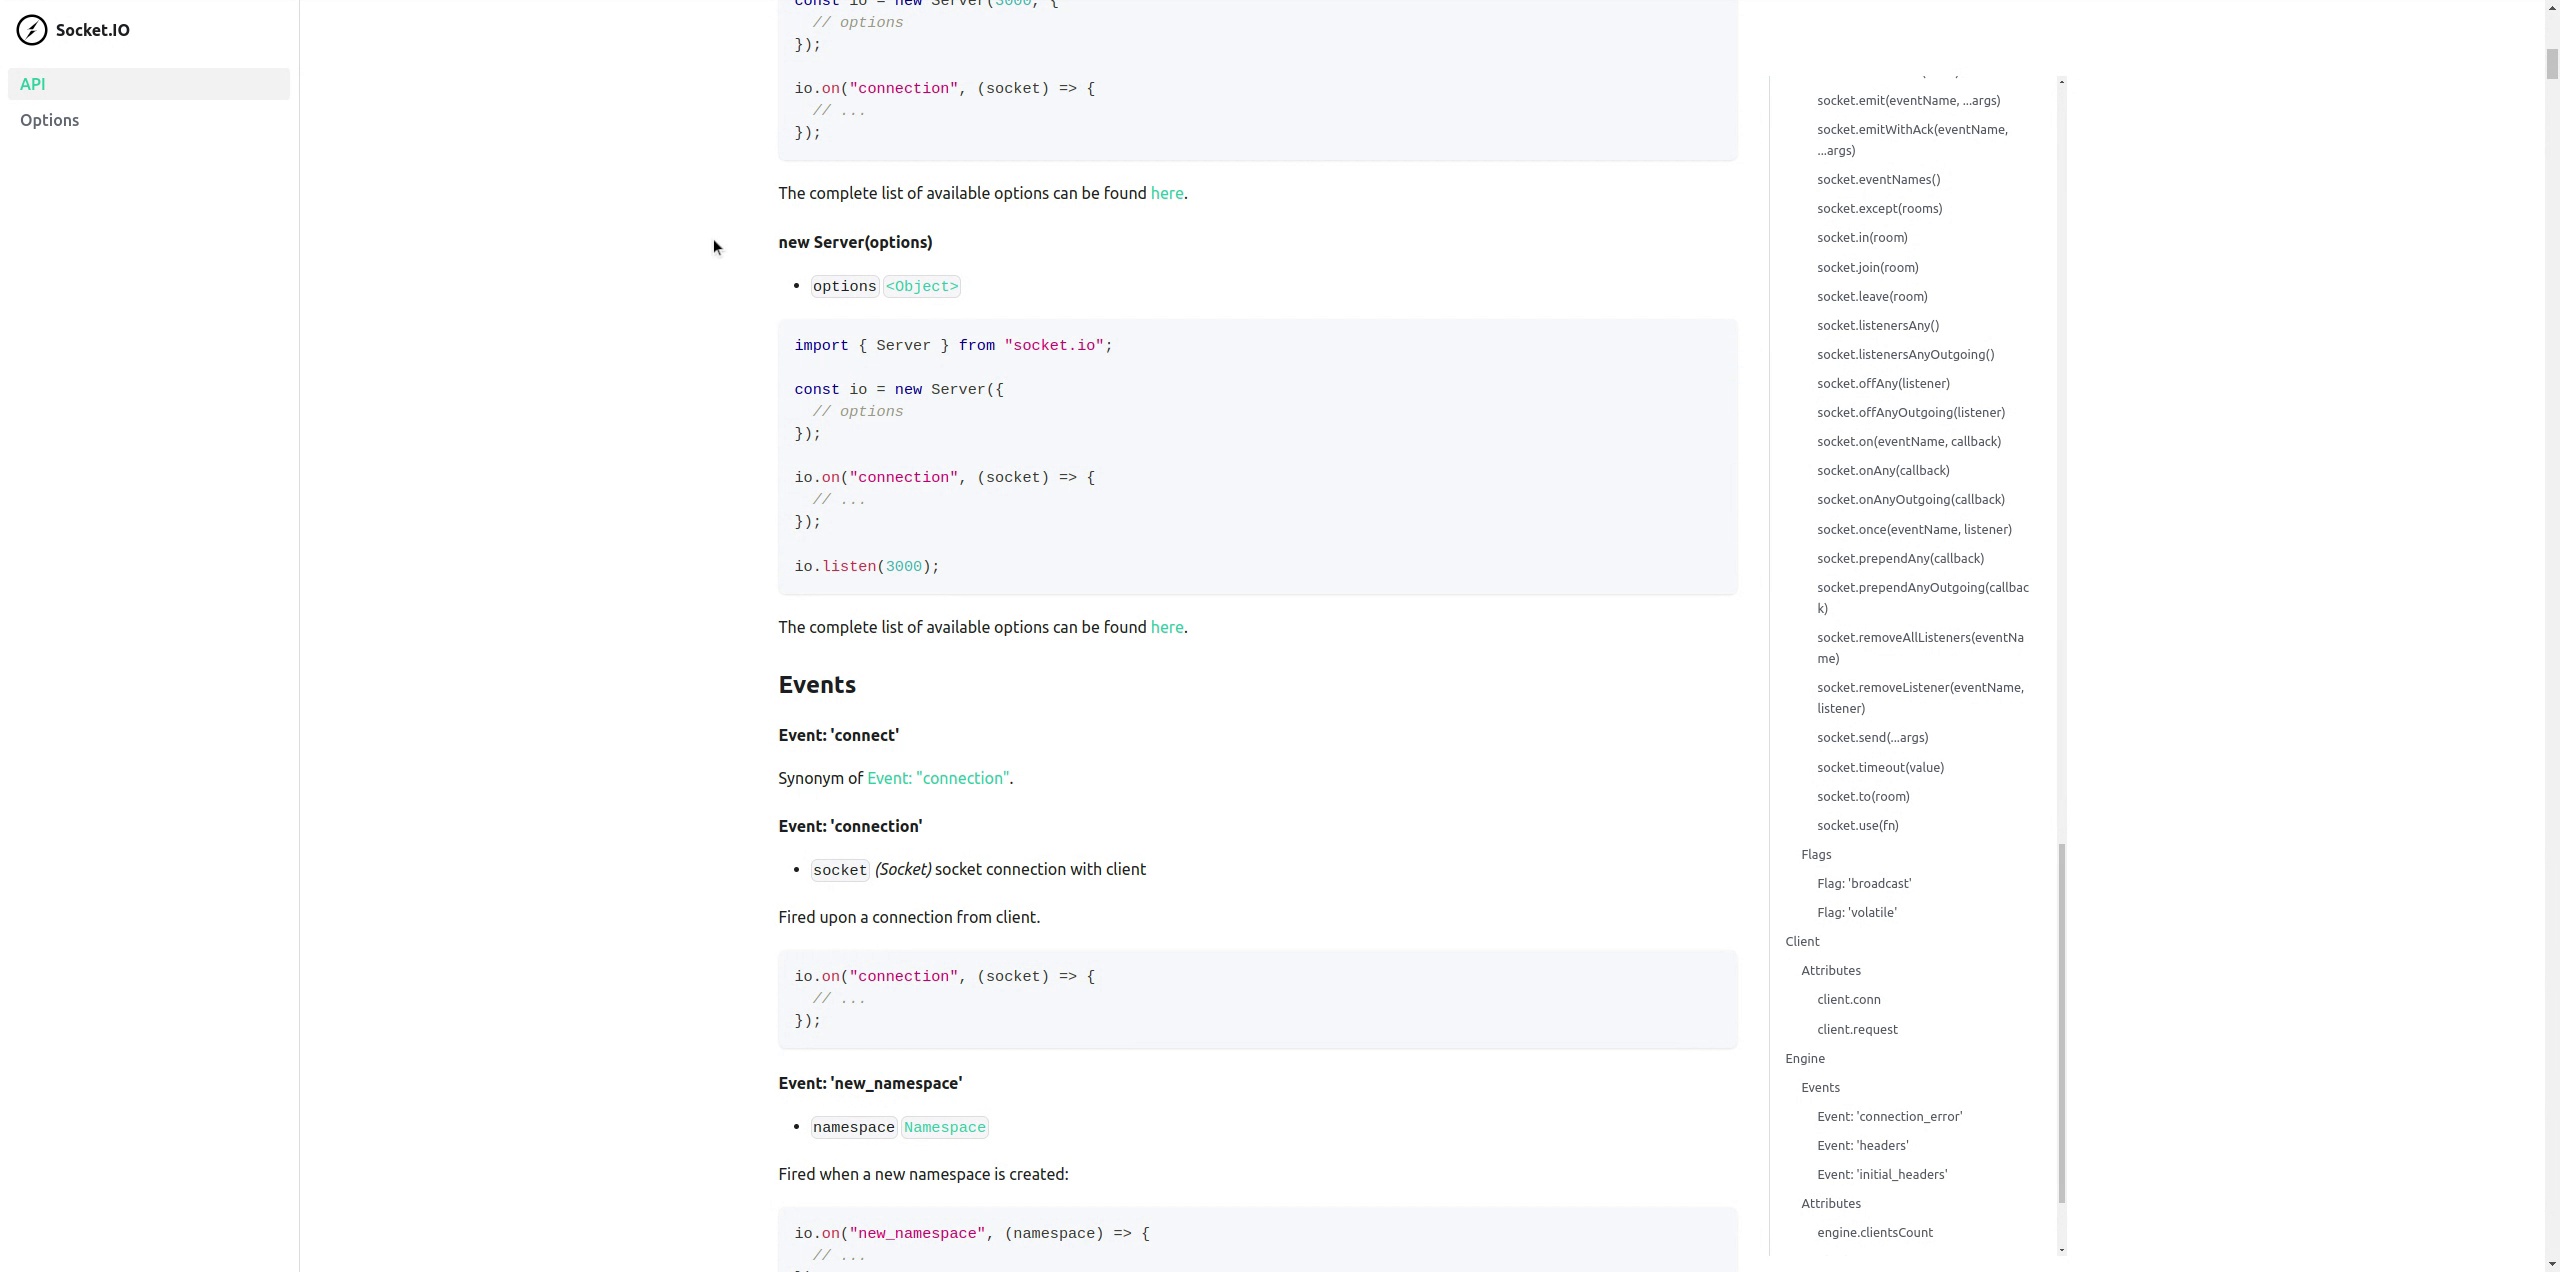 Socket.IO
API
Options
const io = new Server(3000, {
  // options
});
io.on("connection", (socket) => {
  // ...
});
The complete list of available options can be found here.
new Server(options)
options <Object>
import { Server } from "socket.io";
const io = new Server({
  // options
});
io.on("connection", (socket) => {
  // ...
});
io.listen(3000);
The complete list of available options can be found here.
Events
Event: 'connect'
Synonym of Event: "connection".
Event: 'connection'
socket (Socket) socket connection with client
Fired upon a connection from client.
io.on("connection", (socket) => {
  // ...
});
Event: 'new_namespace'
namespace Namespace
Fired when a new namespace is created:
io.on("new_namespace", (namespace) => {
  // ...
socket.emit(eventName, ...args)
socket.emitWithAck(eventName,
...args)
socket.eventNames()
socket.except(rooms)
socket.in(room)
socket.join(room)
socket.leave(room)
socket.listenersAny()
socket.listenersAnyOutgoing()
socket.offAny(listener)
socket.offAnyOutgoing(listener)
socket.on(eventName, callback)
socket.onAny(callback)
socket.onAnyOutgoing(callback)
socket.once(eventName, listener)
socket.prependAny(callback)
socket.prependAnyOutgoing(callbac
k)
socket.removeAllListeners(eventNa
me)
socket.removeListener(eventName,
listener)
socket.send(...args)
socket.timeout(value)
socket.to(room)
socket.use(fn)
Flags
Flag: 'broadcast'
Flag: 'volatile'
Client
Attributes
client.conn
client.request
Engine
Events
Event: 'connection_error'
Event: 'headers'
Event: 'initial_headers'
Attributes
engine.clientsCount